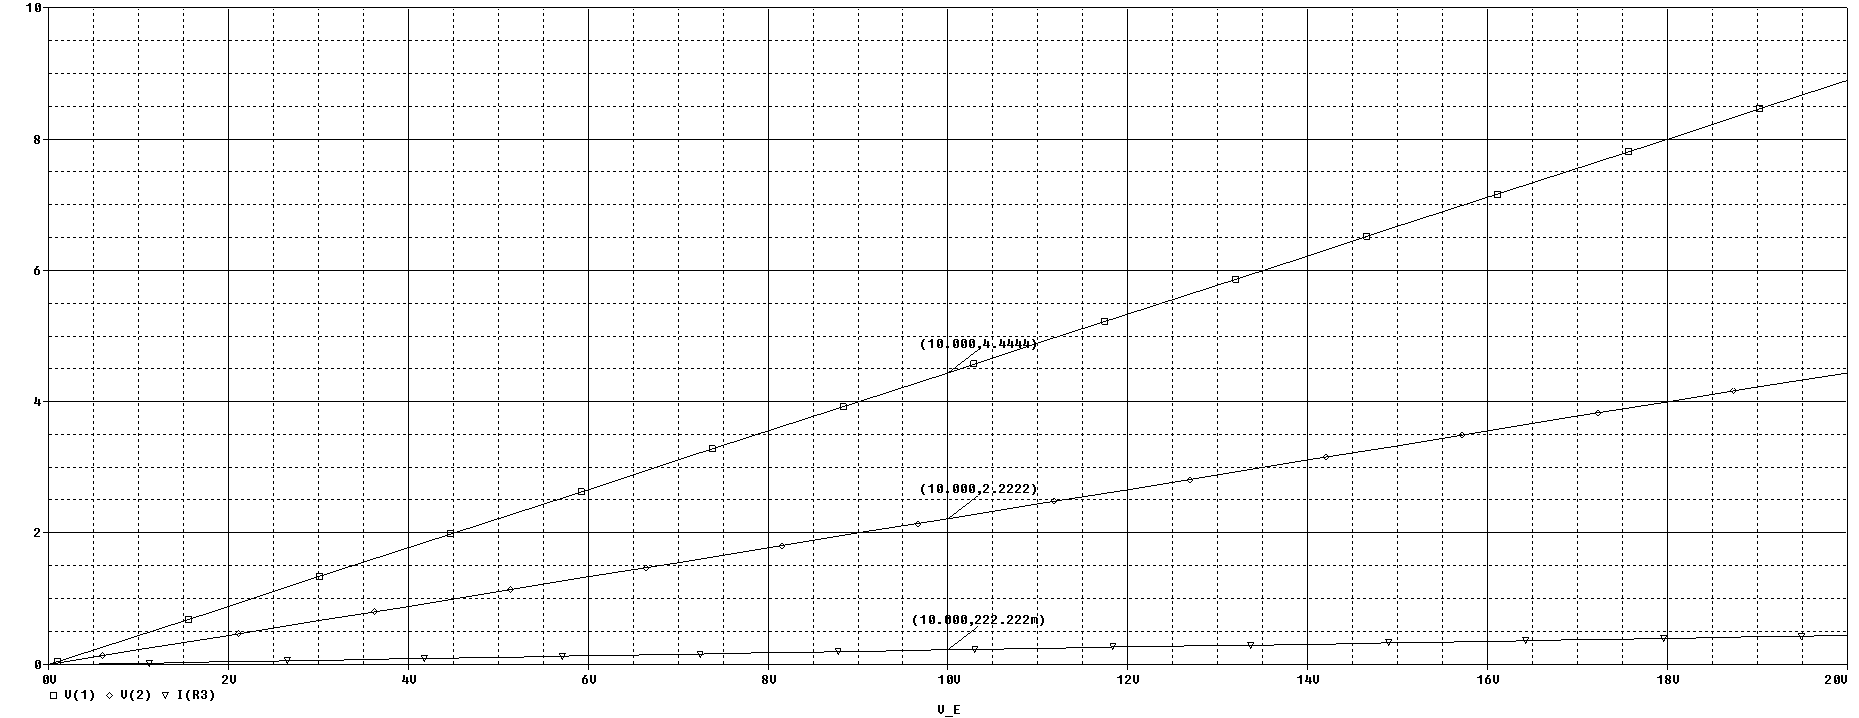 10
8
6
(10.000,4.4444)
4
(10.000,2.2222)
2
(10.000,222.222m)
0
0V 2V 4V 6V 8V 10V 12V 14V 16V 18V 20V
V(1) V(2) I(R3)
V_E